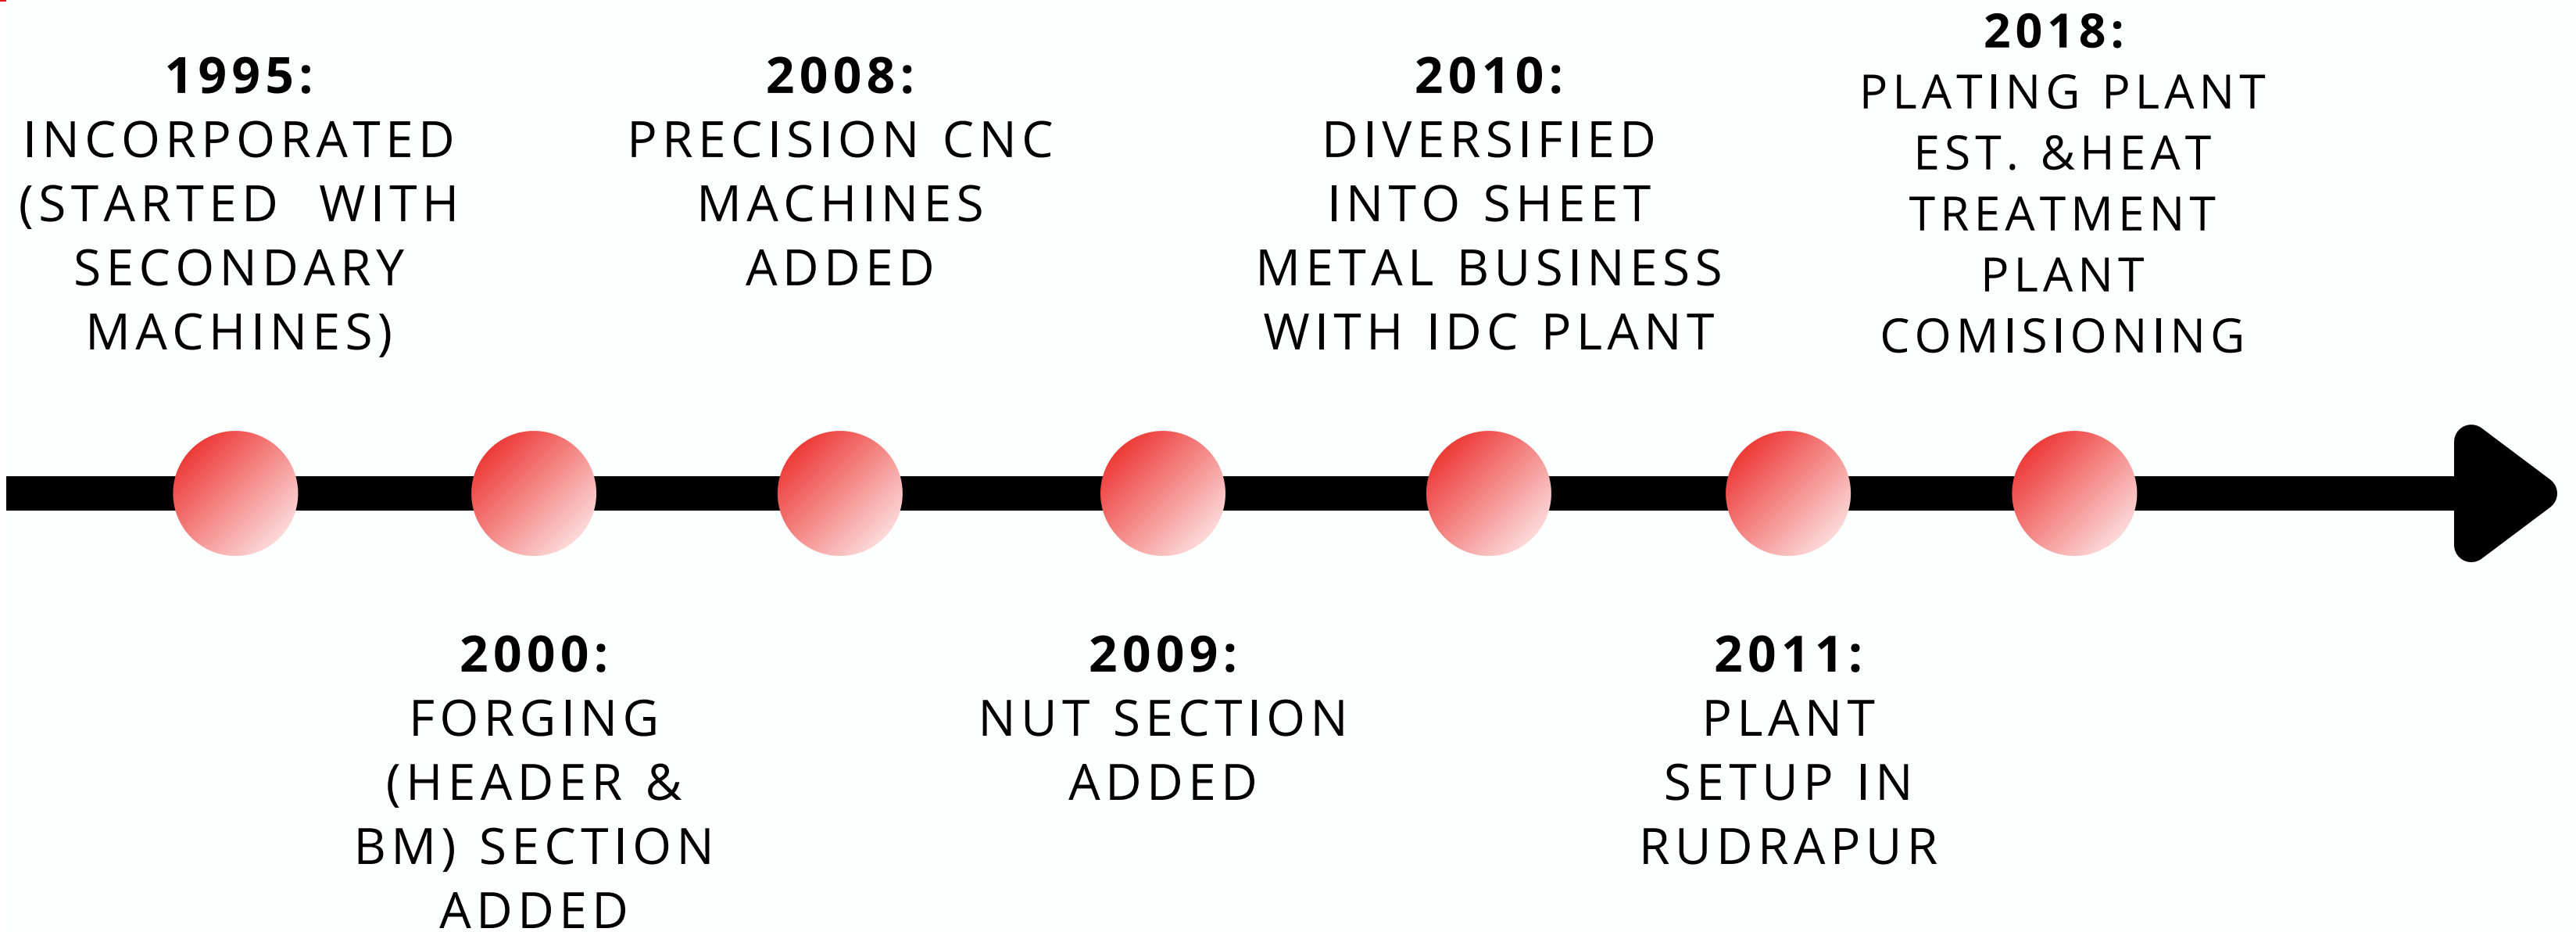 1995:
INCORPORATED
(STARTED WITH
SECONDARY
MACHINES)
2000:
FORGING
(HEADER &
BM) SECTION
ADDED
2008:
PRECISION CNC
MACHINES
ADDED
2009:
NUT SECTION
ADDED
2010:
DIVERSIFIED
INTO SHEET
METAL BUSINESS
WITH IDC PLANT
2011:
PLANT
SETUP IN
RUDRAPUR
2018:
PLATING PLANT
EST. &HEAT
TREATMENT
PLANT
COMISIONING